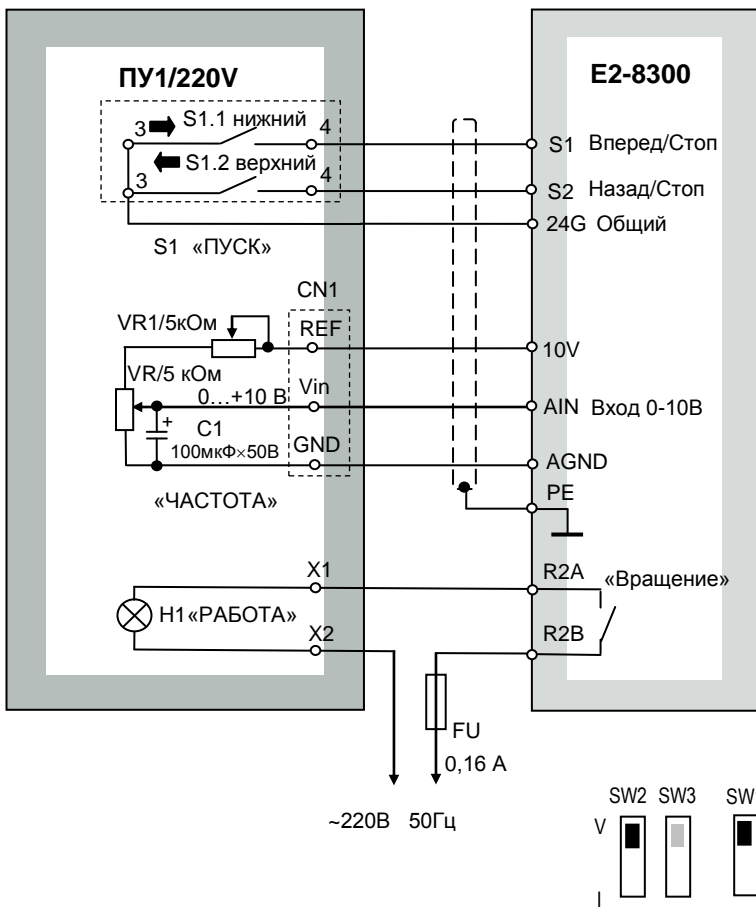 ПУ1/220V
E2-8300
3 S1.1 нижний 4
S1.2 верхний
3 4
S1 «ПУСК»
S1 Вперед/Стоп
S2 Назад/Стоп
24G Общий
CN1
VR1/5кОм
REF
10V
VR/5 кОм
0…+10 В
Vin
AIN Вход 0-10В
+
C1
100мкФ×50В
GND
AGND
«ЧАСТОТА»
PE
X1
R2A
«Вращение»
H1«РАБОТА»
X2
R2B
FU
0,16 А
~220В 50Гц
SW2 SW3 SW
V
I